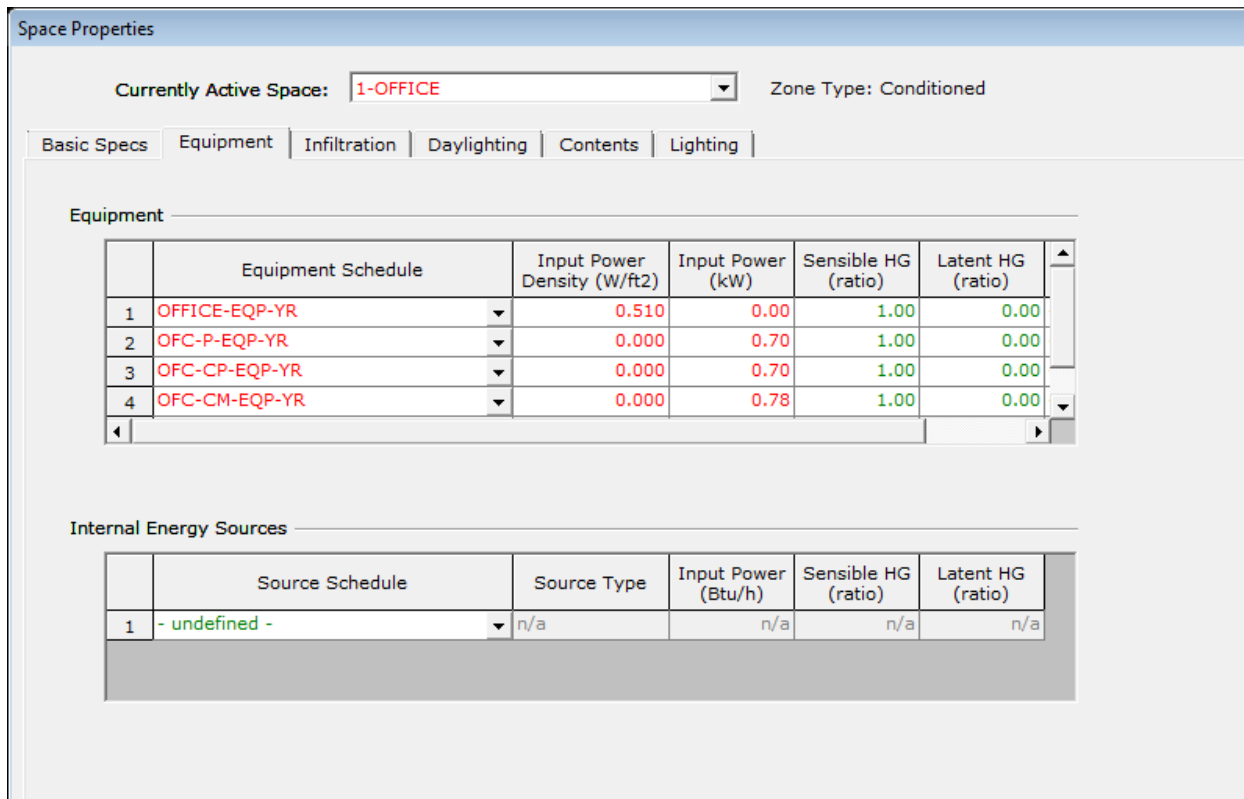 Space Properties
Currently Active Space: 1-OFFICE Zone Type: Conditioned
Basic Specs Equipment Infiltration Daylighting Contents Lighting
Equipment
Equipment Schedule Input Power Density (W/ft2) Input Power (kW) Sensible HG (ratio) Latent HG (ratio)
1 OFFICE-EQP-YR 0.510 0.00 1.00 0.00
2 OFC-P-EQP-YR 0.000 0.70 1.00 0.00
3 OFC-CP-EQP-YR 0.000 0.70 1.00 0.00
4 OFC-CM-EQP-YR 0.000 0.78 1.00 0.00
Internal Energy Sources
Source Schedule Source Type Input Power (Btu/h) Sensible HG (ratio) Latent HG (ratio)
1 - undefined - n/a n/a n/a n/a